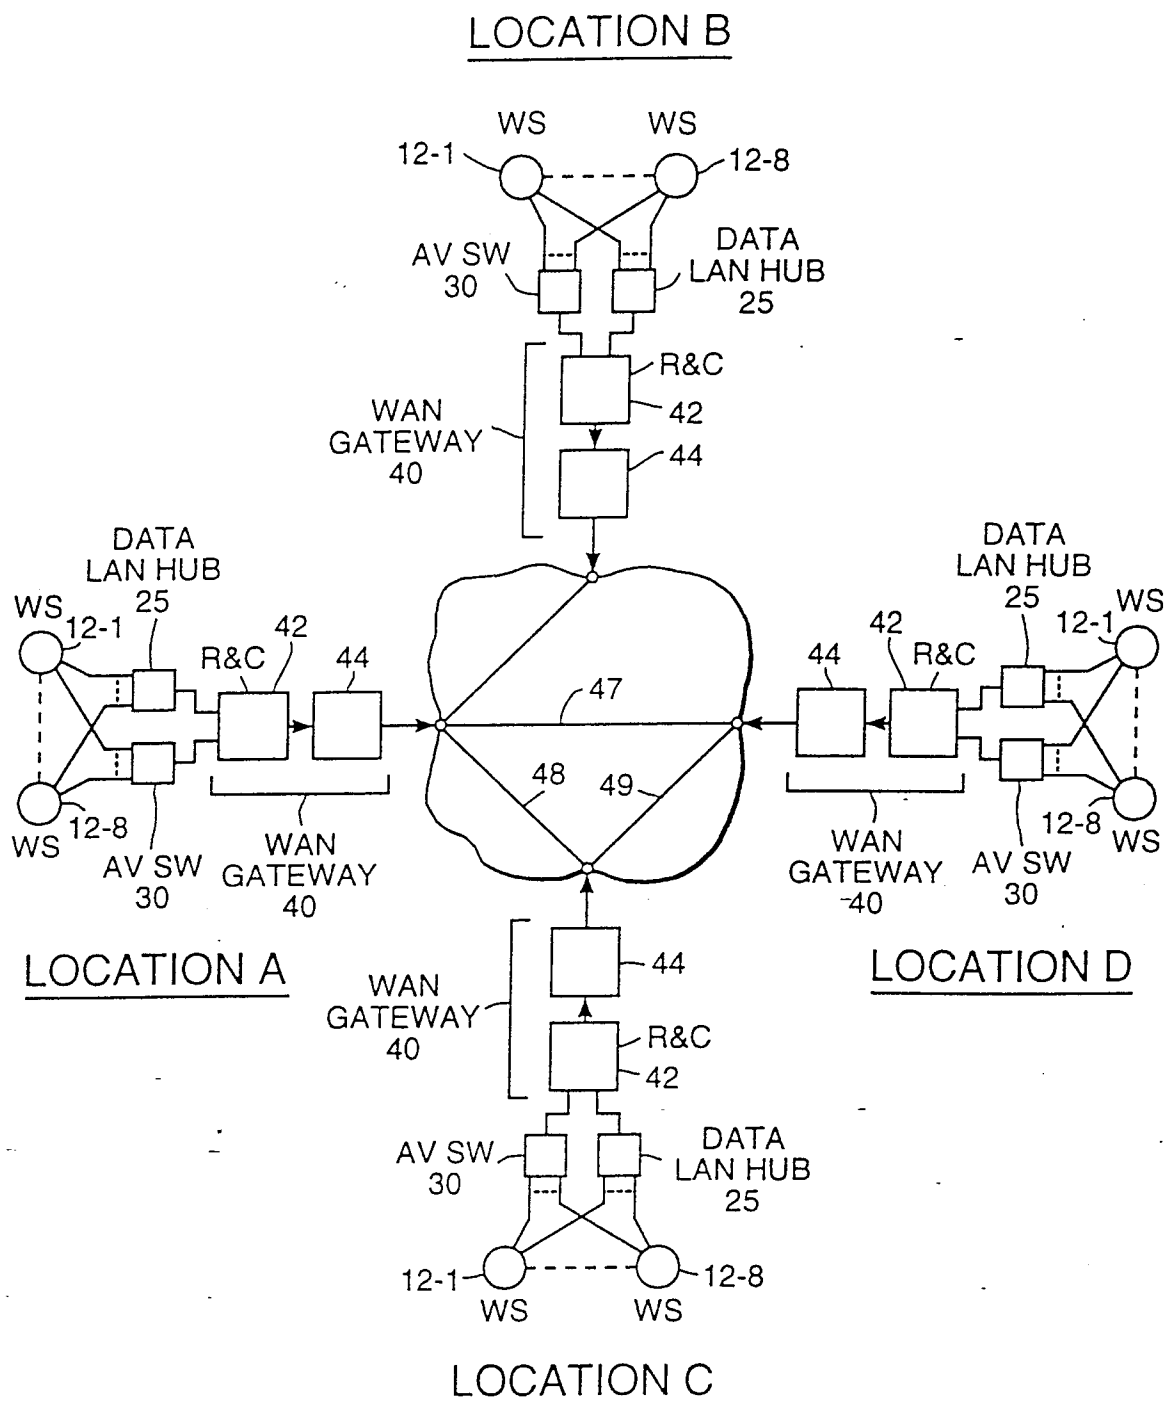 LOCATION B
WS
WS
12-1
12-8
AV SW
30
DATA
LAN HUB
25
R&C
42
WAN
GATEWAY
40
44
DATA
LAN HUB
25
WS
12-1
42
R&C
44
12-8
WS
AV SW
30
WAN
GATEWAY
40
LOCATION A
47
48
49
DATA
LAN HUB
25
WS
12-1
42
R&C
44
12-8
WS
AV SW
30
WAN
GATEWAY
40
LOCATION D
44
WAN
GATEWAY
40
R&C
42
AV SW
30
DATA
LAN HUB
25
12-1
12-8
WS
WS
LOCATION C